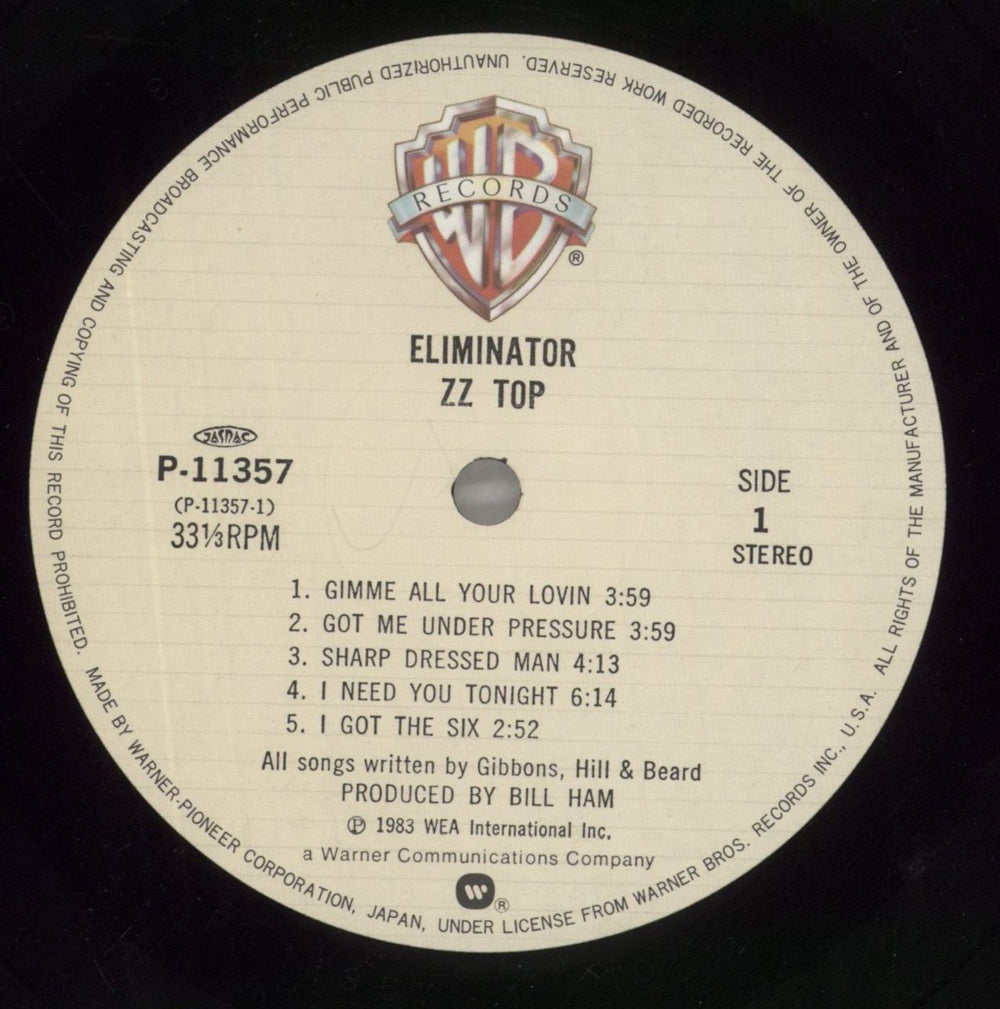 WB
RECORDS
®
ELIMINATOR
ZZ TOP
JASRAC
P-11357
(P-11357-1)
33⅓RPM
SIDE
1
STEREO
1. GIMME ALL YOUR LOVIN 3:59
2. GOT ME UNDER PRESSURE 3:59
3. SHARP DRESSED MAN 4:13
4. I NEED YOU TONIGHT 6:14
5. I GOT THE SIX 2:52
All songs written by Gibbons, Hill & Beard
PRODUCED BY BILL HAM
℗ 1983 WEA International Inc.
a Warner Communications Company
W®
MADE BY WARNER-PIONEER CORPORATION, JAPAN, UNDER LICENSE FROM WARNER BROS. RECORDS INC., U.S.A. ALL RIGHTS OF THE MANUFACTURER AND OF THE OWNER OF THE RECORDED WORK RESERVED. UNAUTHORIZED PUBLIC PERFORMANCE BROADCASTING AND COPYING OF THIS RECORD PROHIBITED.